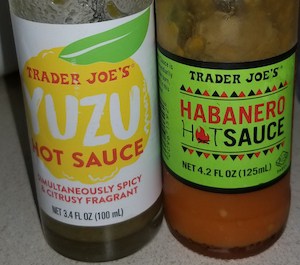 TRADER JOE'S
YUZU
HOT SAUCE
SIMULTANEOUSLY SPICY
& CITRUSY FRAGRANT
NET 3.4 FL OZ (100 mL)
TRADER JOE'S
HABANERO
HOT SAUCE
NET 4.2 FL OZ (125mL)